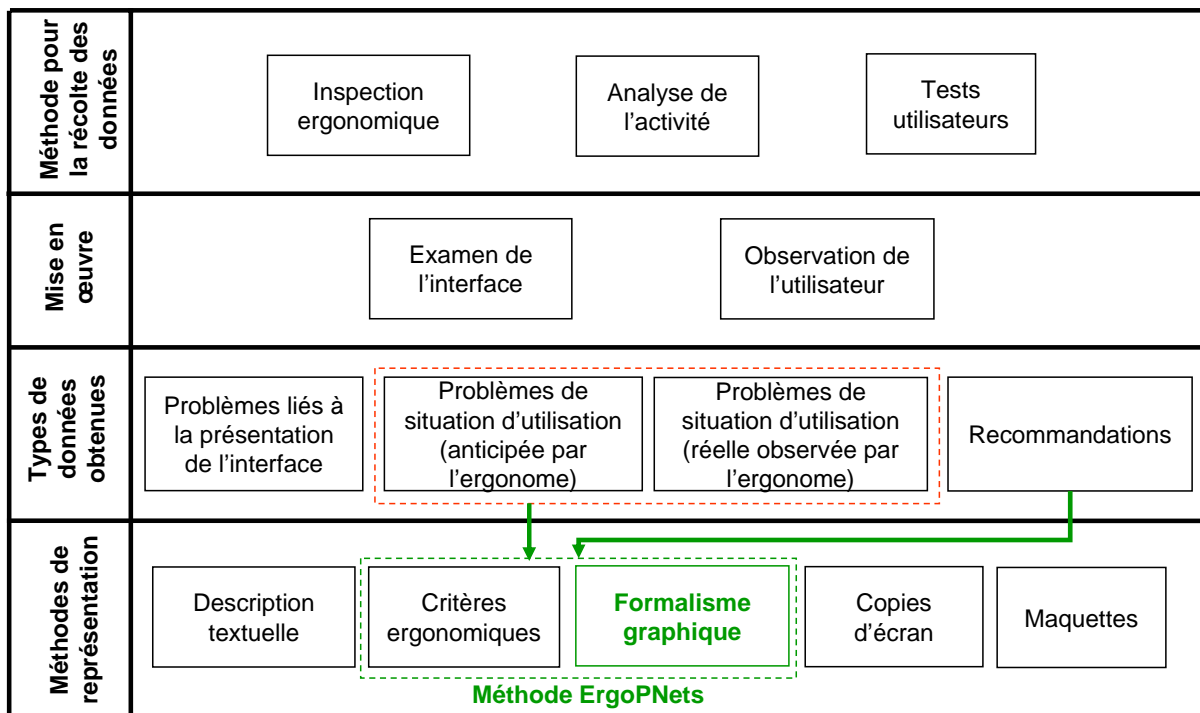 Méthode pour
la récolte des
données
Inspection
ergonomique
Analyse de
l’activité
Tests
utilisateurs
Mise en
œuvre
Examen de
l’interface
Observation de
l’utilisateur
Types de
données
obtenues
Problèmes liés à
la présentation
de l’interface
Problèmes de
situation d’utilisation
(anticipée par
l’ergonome)
Problèmes de
situation d’utilisation
(réelle observée par
l’ergonome)
Recommandations
Méthodes de
représentation
Description
textuelle
Critères
ergonomiques
Formalisme
graphique
Copies
d’écran
Maquettes
Méthode ErgoPNets